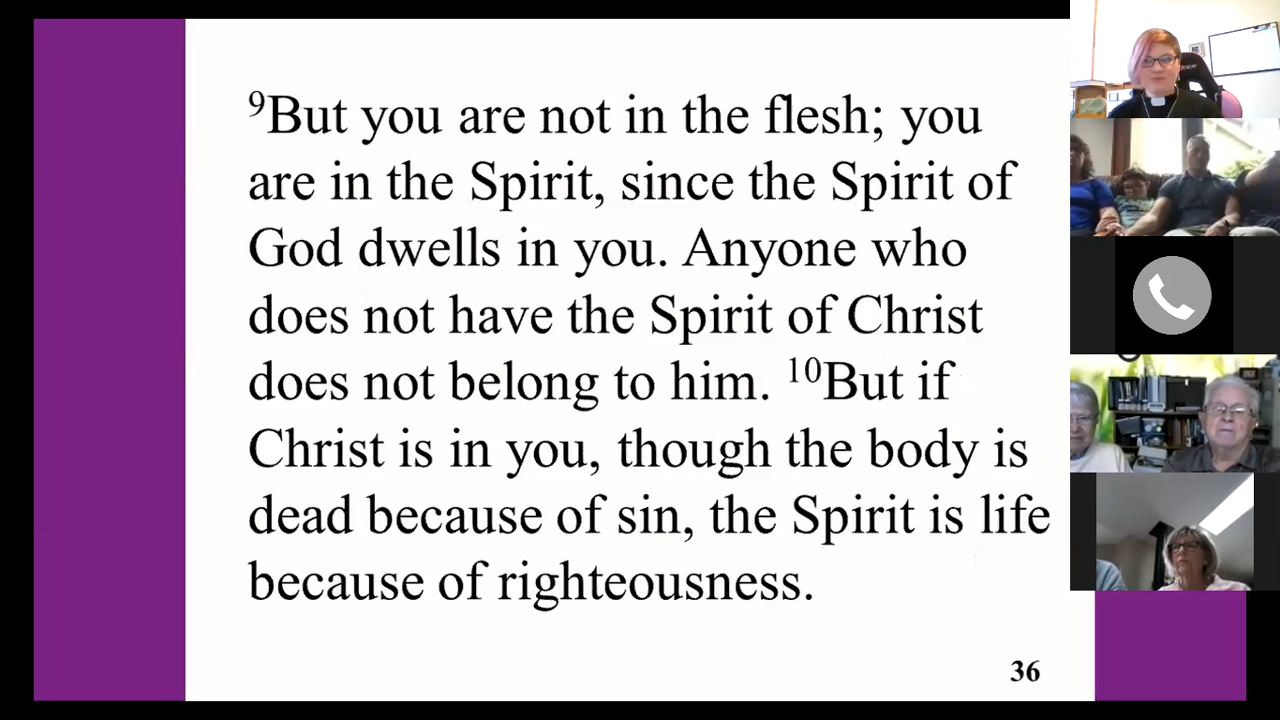 ⁹But you are not in the flesh; you
are in the Spirit, since the Spirit of
God dwells in you. Anyone who
does not have the Spirit of Christ
does not belong to him. ¹⁰But if
Christ is in you, though the body is
dead because of sin, the Spirit is life
because of righteousness.
36